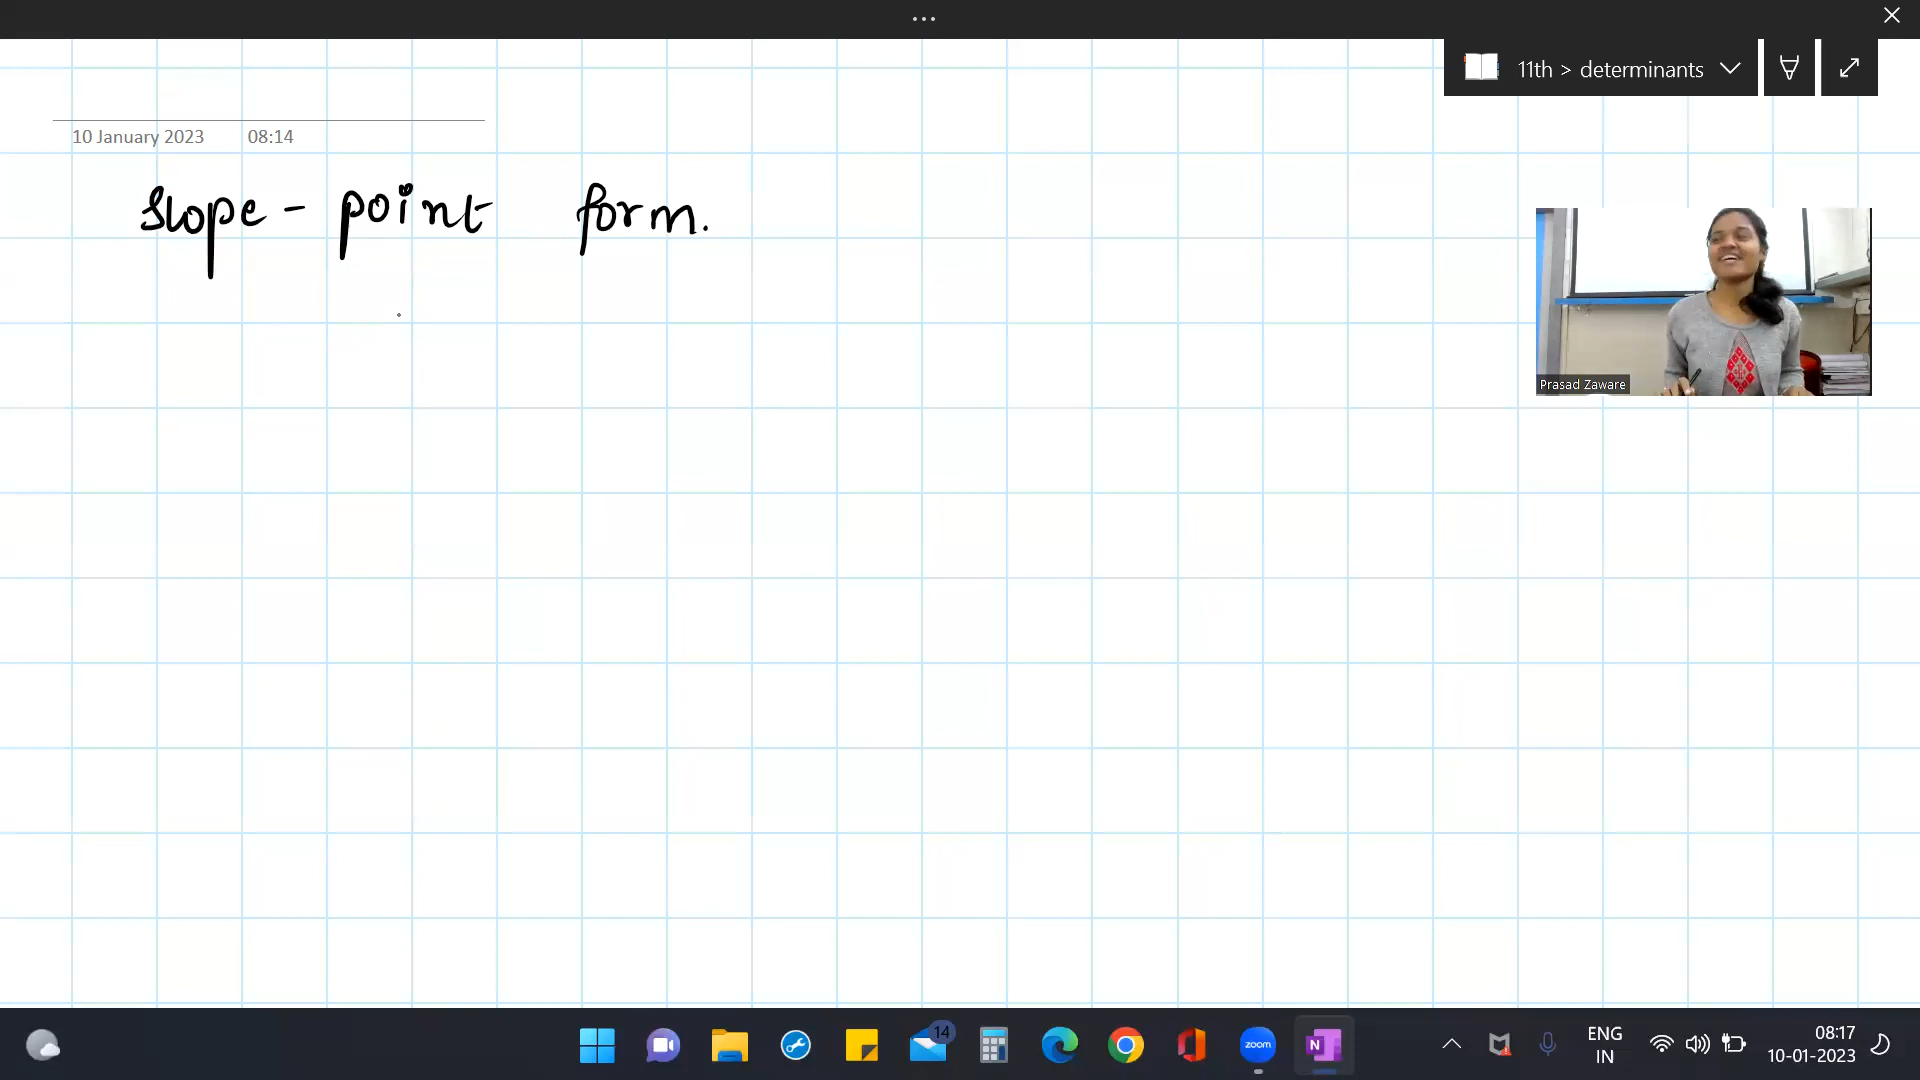 11th > determinants
10 January 2023 08:14
slope - point form.
Prasad Zaware
14
zoom
N
ENG
IN
08:17
10-01-2023